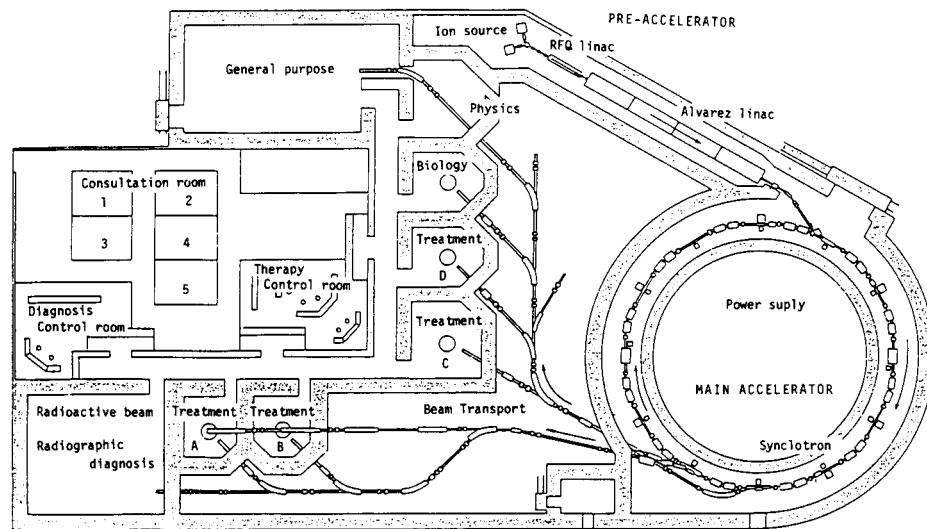 PRE-ACCELERATOR
Ion source
RFQ linac
General purpose
Alvarez linac
Physics
Biology
Consultation room
1
2
3
4
5
Treatment
D
Therapy
Control room
Power suply
Diagnosis
Control room
Treatment
C
MAIN ACCELERATOR
Radioactive beam
Radiographic
diagnosis
Treatment
A
Treatment
B
Beam Transport
Synclotron